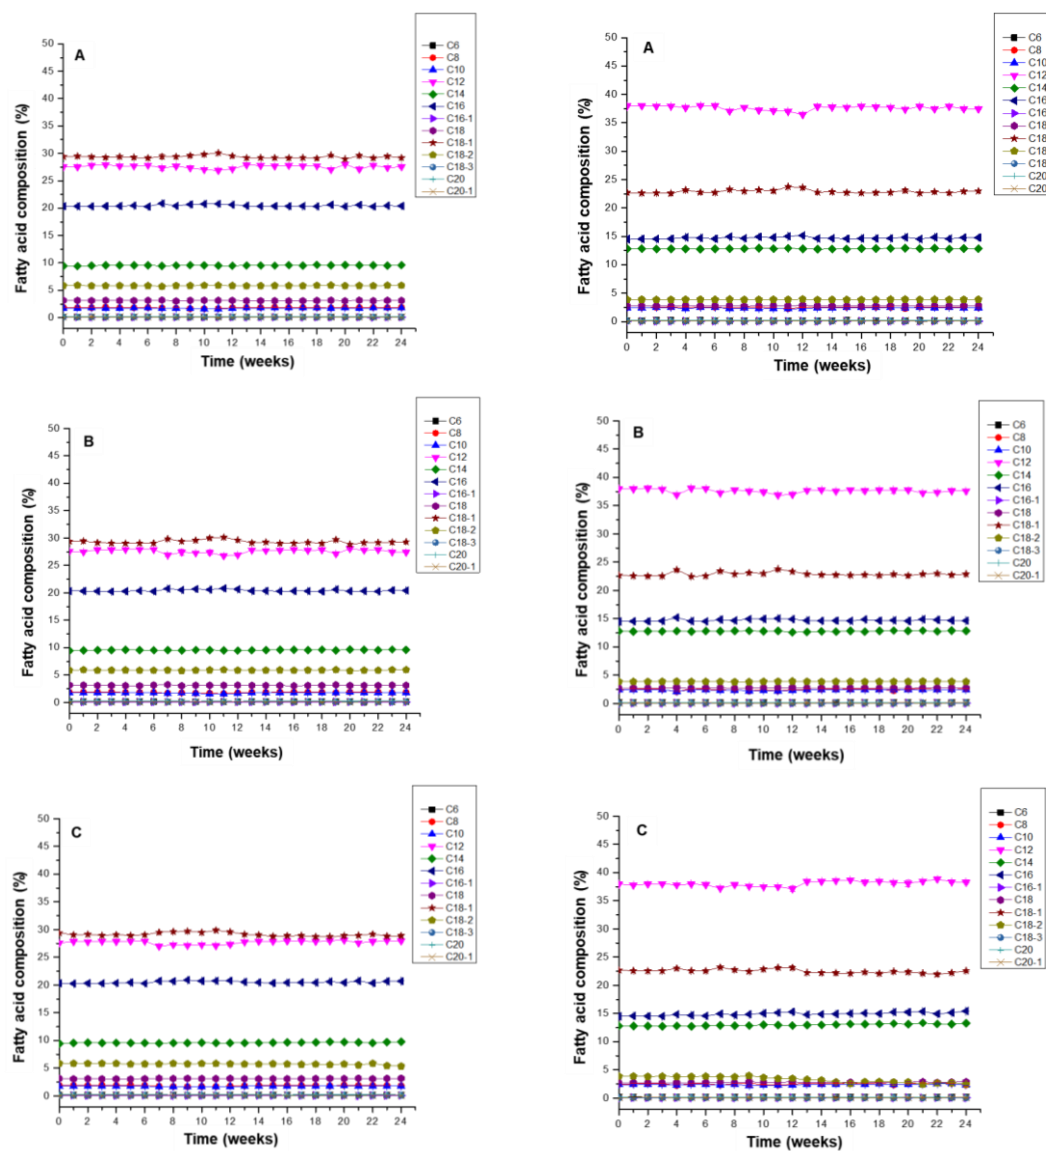 A
Fatty acid composition (%)
50
45
40
35
30
25
20
15
10
5
0
0 2 4 6 8 10 12 14 16 18 20 22 24
Time (weeks)
C6
C8
C10
C12
C14
C16
C16-1
C18
C18-1
C18-2
C18-3
C20
C20-1
A
Fatty acid composition (%)
50
45
40
35
30
25
20
15
10
5
0
0 2 4 6 8 10 12 14 16 18 20 22 24
Time (weeks)
C6
C8
C10
C12
C14
C16
C16
C18
C18
C18
C18
C20
C20
B
Fatty acid composition (%)
50
45
40
35
30
25
20
15
10
5
0
0 2 4 6 8 10 12 14 16 18 20 22 24
Time (weeks)
C6
C8
C10
C12
C14
C16
C16-1
C18
C18-1
C18-2
C18-3
C20
C20-1
B
Fatty acid composition (%)
50
45
40
35
30
25
20
15
10
5
0
0 2 4 6 8 10 12 14 16 18 20 22 24
Time (weeks)
C6
C8
C10
C12
C14
C16
C16-1
C18
C18-1
C18-2
C18-3
C20
C20-1
C
Fatty acid composition (%)
50
45
40
35
30
25
20
15
10
5
0
0 2 4 6 8 10 12 14 16 18 20 22 24
Time (weeks)
C6
C8
C10
C12
C14
C16
C16-1
C18
C18-1
C18-2
C18-3
C20
C20-1
C
Fatty acid composition (%)
50
45
40
35
30
25
20
15
10
5
0
0 2 4 6 8 10 12 14 16 18 20 22 24
Time (weeks)
C6
C8
C10
C12
C14
C16
C16-1
C18
C18-1
C18-2
C18-3
C20
C20-1